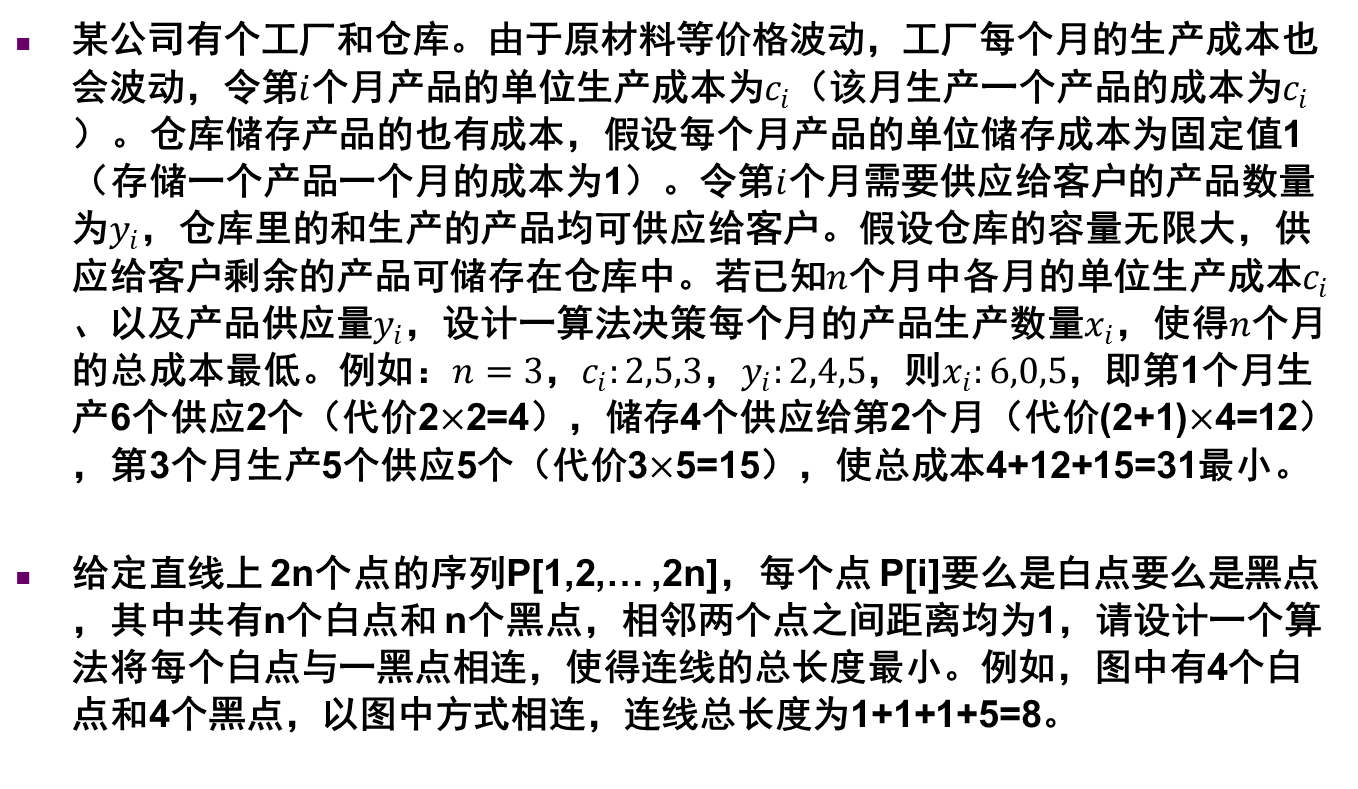 某公司有个工厂和仓库。由于原材料等价格波动，工厂每个月的生产成本也
会波动，令第i个月产品的单位生产成本为cᵢ（该月生产一个产品的成本为cᵢ
）。仓库储存产品的也有成本，假设每个月产品的单位储存成本为固定值1
（存储一个产品一个月的成本为1）。令第i个月需要供应给客户的产品数量
为yᵢ，仓库里的和生产的产品均可供应给客户。假设仓库的容量无限大，供
应给客户剩余的产品可储存在仓库中。若已知n个月中各月的单位生产成本cᵢ
、以及产品供应量yᵢ，设计一算法决策每个月的产品生产数量xᵢ，使得n个月
的总成本最低。例如：n = 3，cᵢ: 2,5,3，yᵢ: 2,4,5，则xᵢ: 6,0,5，即第1个月生
产6个供应2个（代价2×2=4），储存4个供应给第2个月（代价(2+1)×4=12）
，第3个月生产5个供应5个（代价3×5=15），使总成本4+12+15=31最小。
给定直线上 2n个点的序列P[1,2,… ,2n]，每个点 P[i]要么是白点要么是黑点
，其中共有n个白点和 n个黑点，相邻两个点之间距离均为1，请设计一个算
法将每个白点与一黑点相连，使得连线的总长度最小。例如，图中有4个白
点和4个黑点，以图中方式相连，连线总长度为1+1+1+5=8。